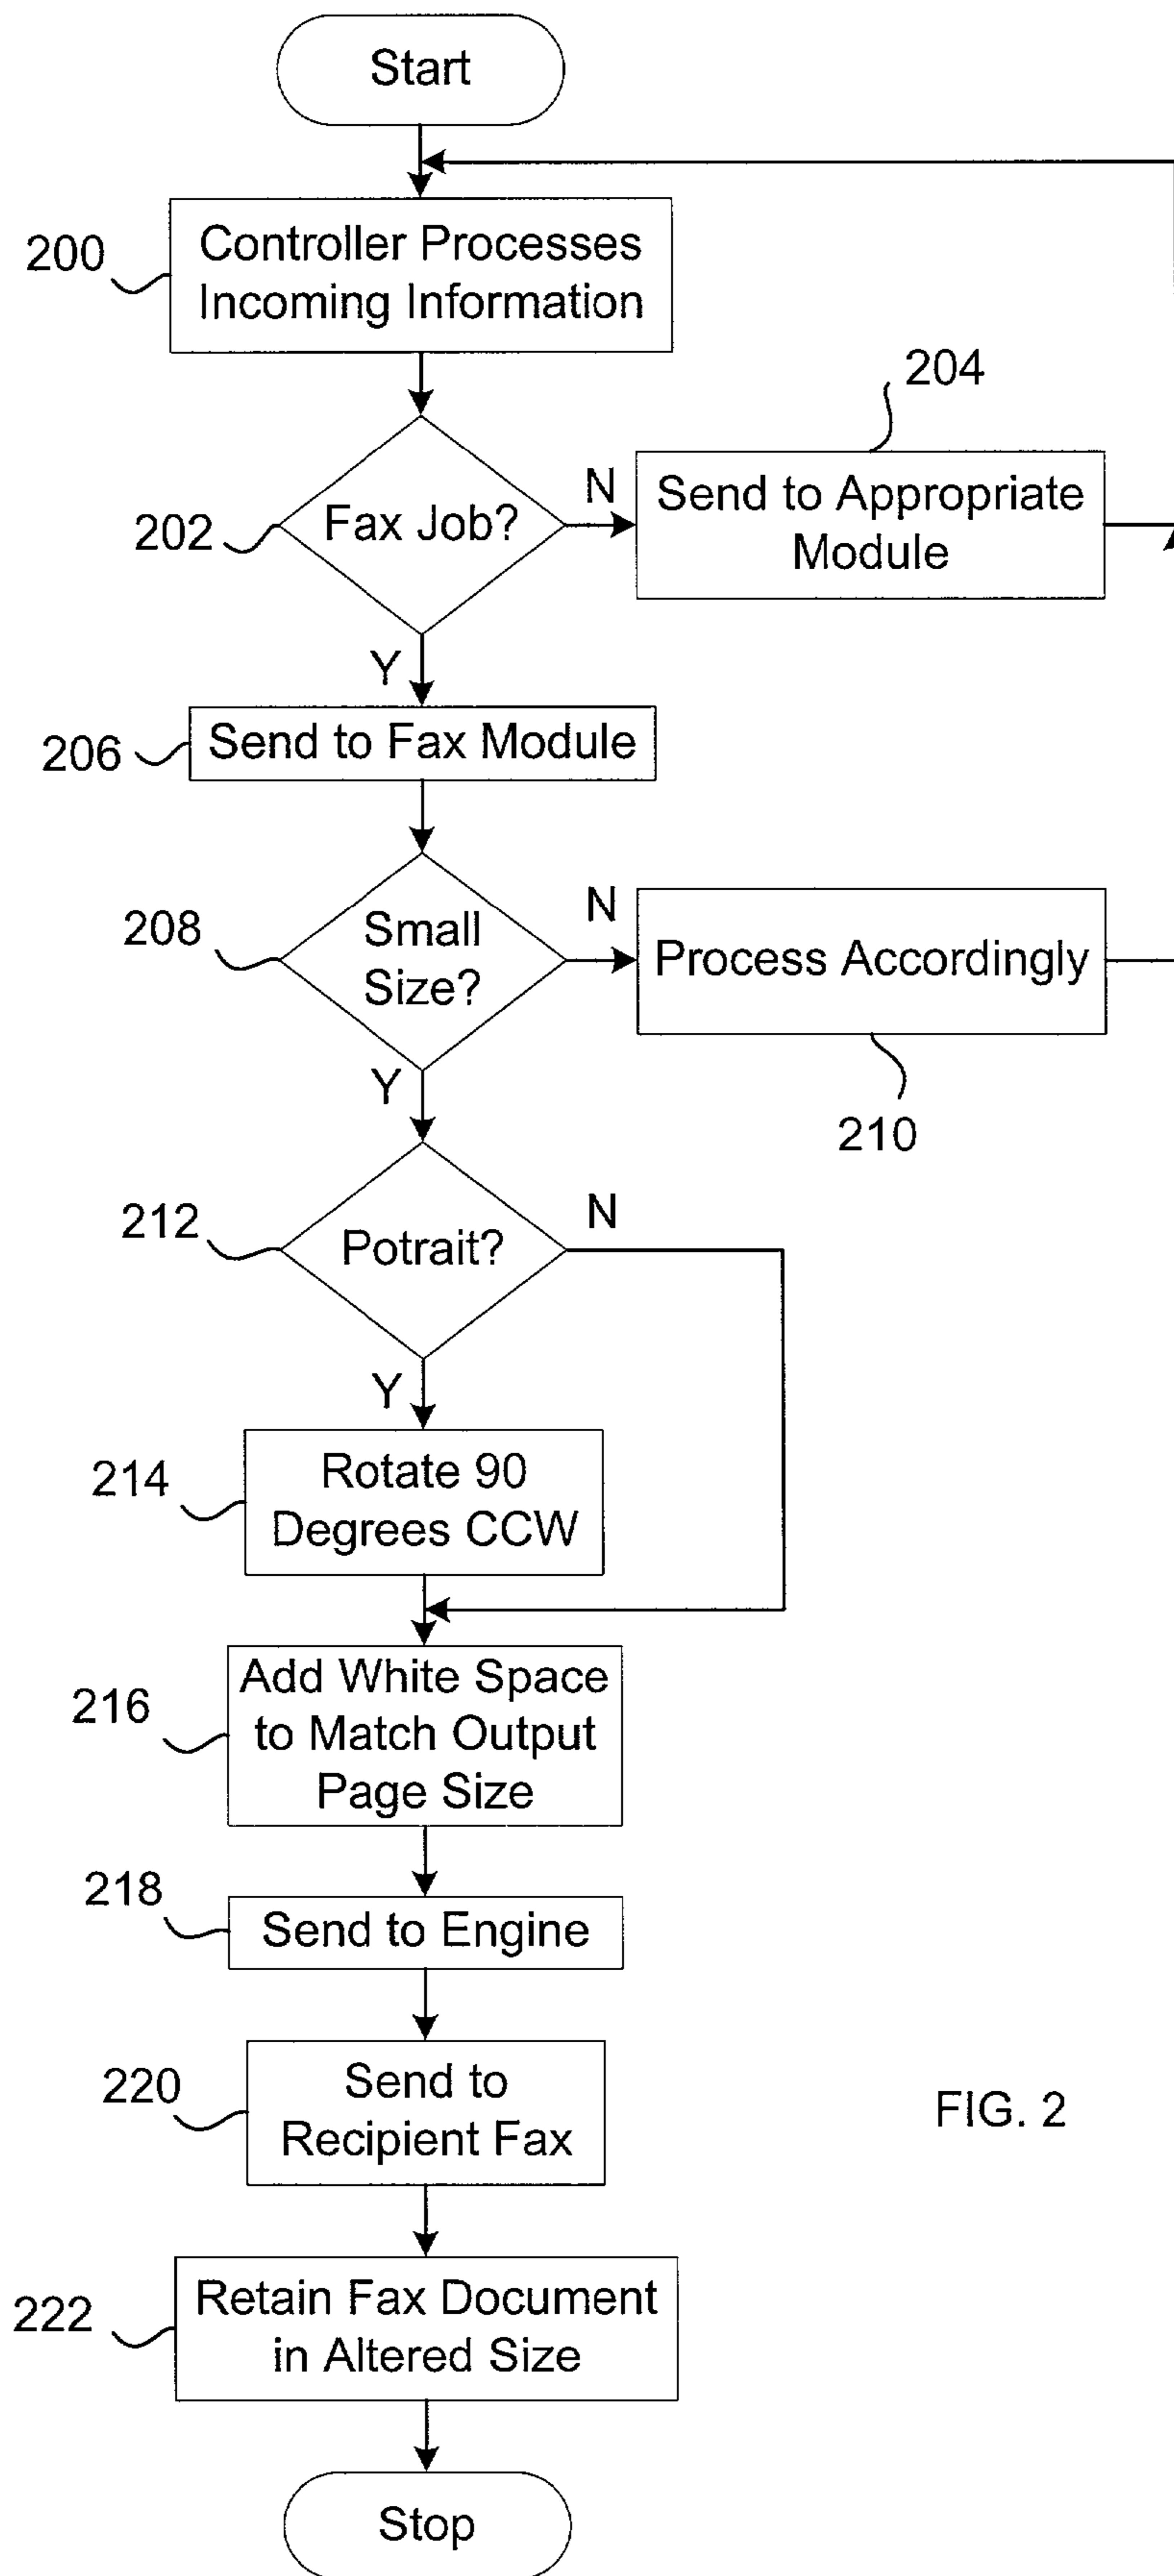 Start
200
Controller Processes
Incoming Information
204
202
Fax Job?
N
Send to Appropriate
Module
Y
206
Send to Fax Module
208
Small
Size?
N
Process Accordingly
Y
210
212
Potrait?
N
Y
214
Rotate 90
Degrees CCW
216
Add White Space
to Match Output
Page Size
218
Send to Engine
220
Send to
Recipient Fax
FIG. 2
222
Retain Fax Document
in Altered Size
Stop